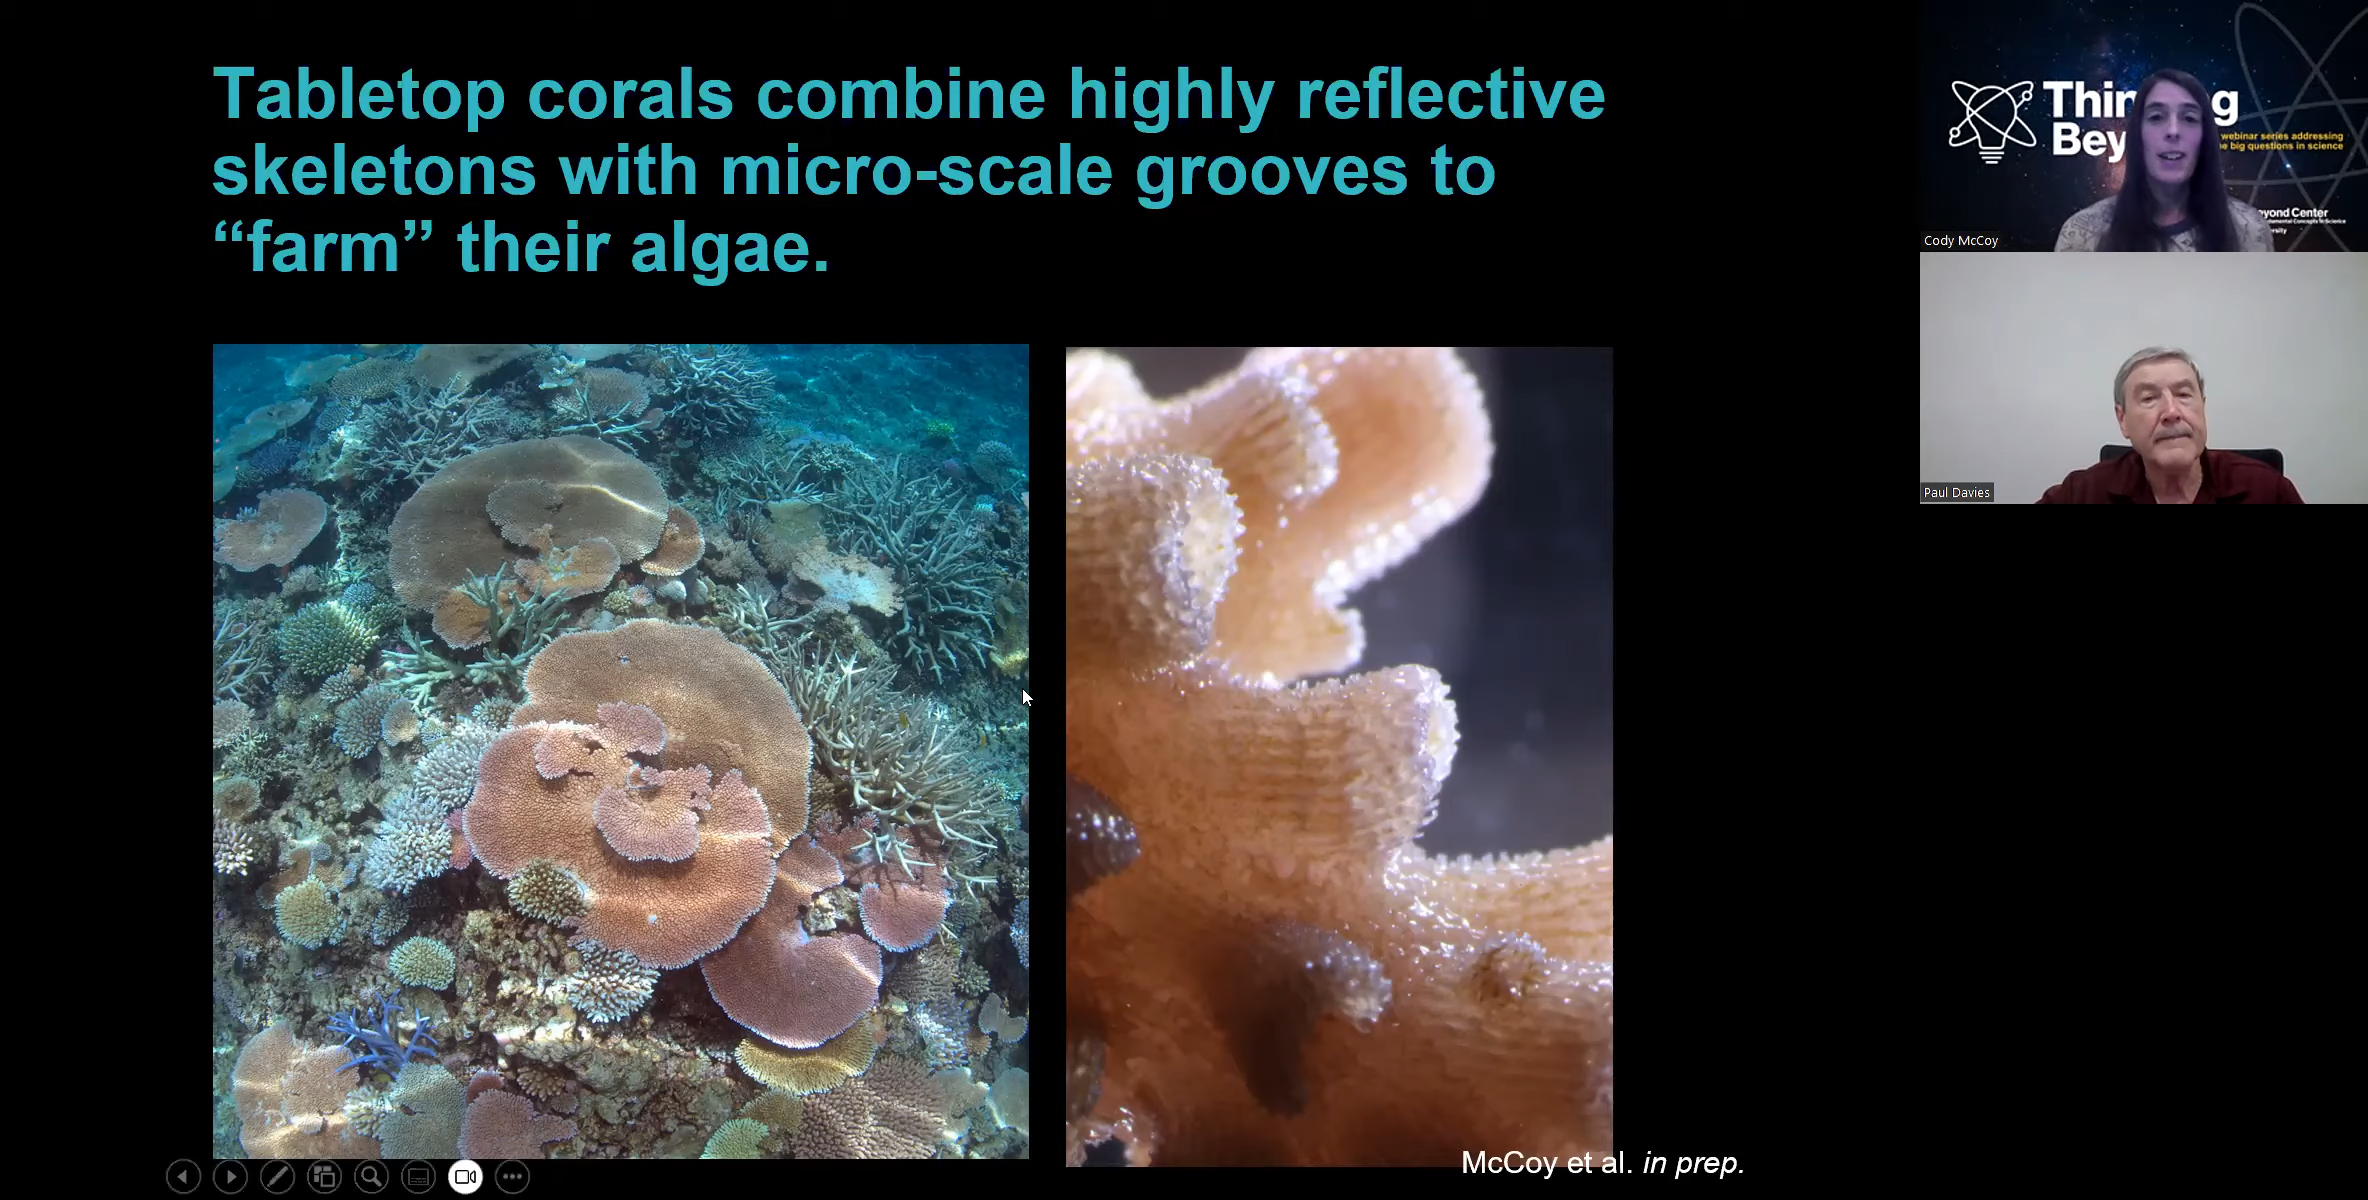 Tabletop corals combine highly reflective
skeletons with micro-scale grooves to
“farm” their algae.
McCoy et al. in prep.
webinar series addressing
big questions in science
Cody McCoy
Paul Davies